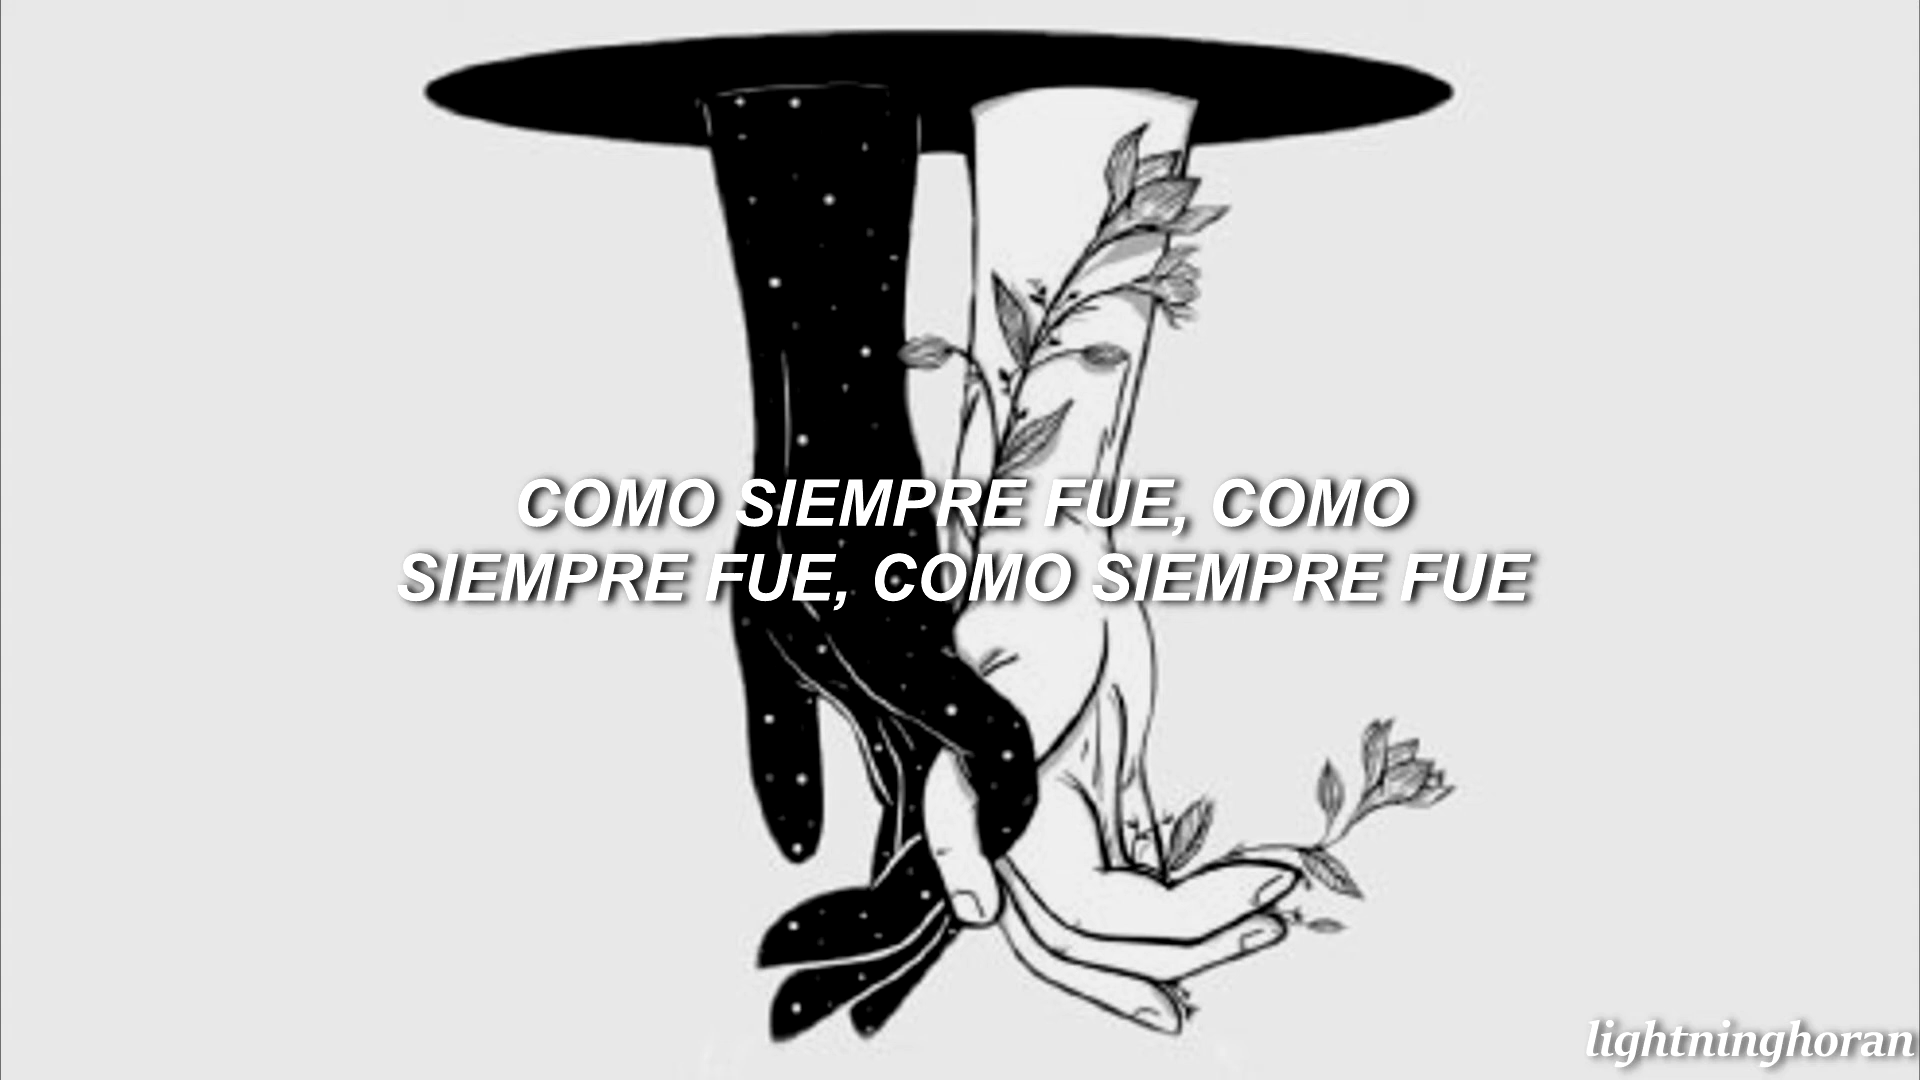 COMO SIEMPRE FUE, COMO
SIEMPRE FUE, COMO SIEMPRE FUE
lightninghoran